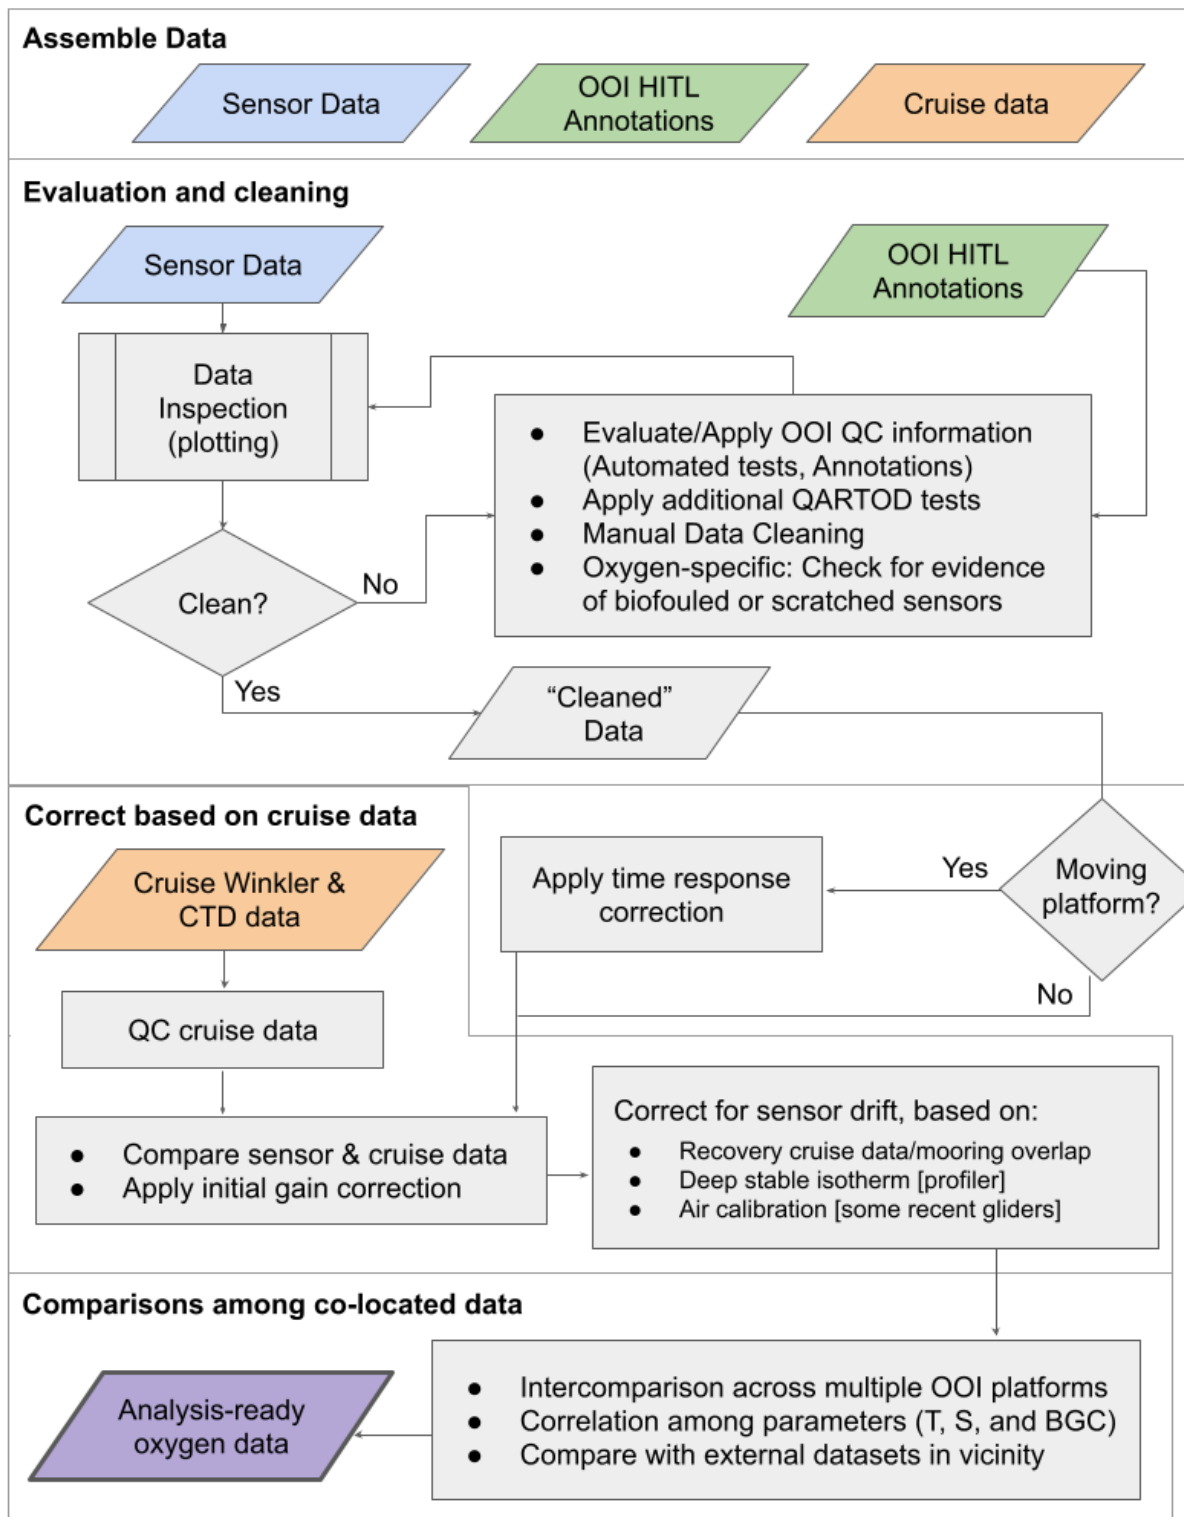 Assemble Data
Sensor Data
OOI HITL
Annotations
Cruise data
Evaluation and cleaning
Sensor Data
OOI HITL
Annotations
Data
Inspection
(plotting)
● Evaluate/Apply OOI QC information
(Automated tests, Annotations)
● Apply additional QARTOD tests
● Manual Data Cleaning
● Oxygen-specific: Check for evidence
of biofouled or scratched sensors
Clean?
No
Yes
“Cleaned”
Data
Correct based on cruise data
Cruise Winkler &
CTD data
Apply time response
correction
Yes
Moving
platform?
No
QC cruise data
● Compare sensor & cruise data
● Apply initial gain correction
Correct for sensor drift, based on:
● Recovery cruise data/mooring overlap
● Deep stable isotherm [profiler]
● Air calibration [some recent gliders]
Comparisons among co-located data
Analysis-ready
oxygen data
● Intercomparison across multiple OOI platforms
● Correlation among parameters (T, S, and BGC)
● Compare with external datasets in vicinity